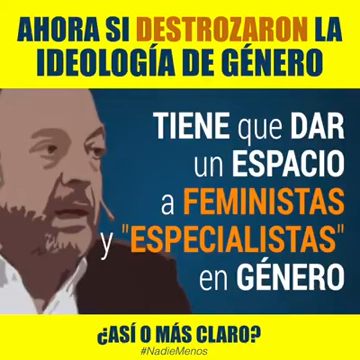 AHORA SI DESTROZARON LA
IDEOLOGÍA DE GÉNERO
TIENE que DAR
un ESPACIO
a FEMINISTAS
y "ESPECIALISTAS"
en GÉNERO
¿ASÍ O MÁS CLARO?
#NadieMenos